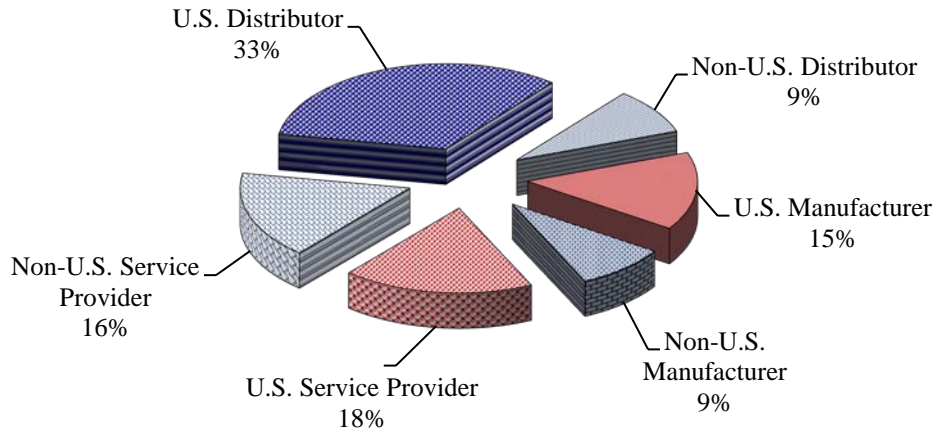 U.S. Distributor
33%
Non-U.S. Distributor
9%
U.S. Manufacturer
15%
Non-U.S.
Manufacturer
9%
U.S. Service Provider
18%
Non-U.S. Service
Provider
16%